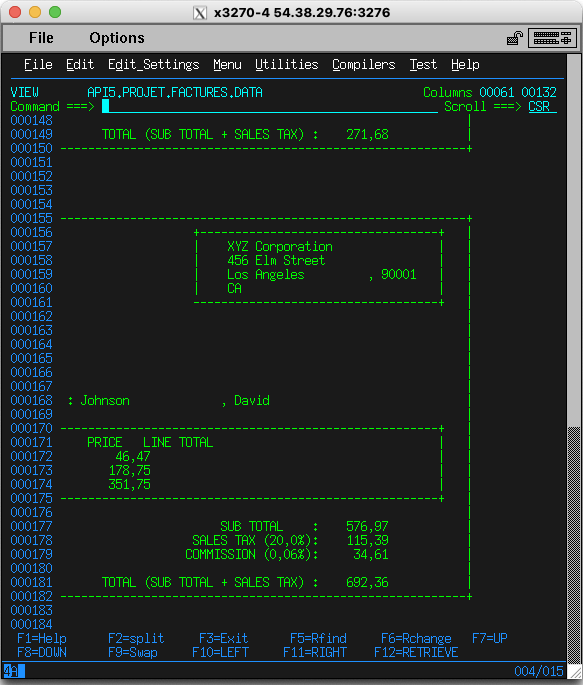 x3270-4 54.38.29.76:3276
File Options
File Edit Edit_Settings Menu Utilities Compilers Test Help
VIEW API5.PROJET.FACTURES.DATA Columns 00061 00132
Command ===> Scroll ===> CSR
000148
000149 TOTAL (SUB TOTAL + SALES TAX) : 271,68
000150
000151
000152
000153
000154
000155
000156
000157 XYZ Corporation
000158 456 Elm Street
000159 Los Angeles , 90001
000160 CA
000161
000162
000163
000164
000165
000166
000167
000168 : Johnson , David
000169
000170
000171 PRICE LINE TOTAL
000172 46,47
000173 178,75
000174 351,75
000175
000176
000177 SUB TOTAL : 576,97
000178 SALES TAX (20,0%): 115,39
000179 COMMISSION (0,06%): 34,61
000180
000181 TOTAL (SUB TOTAL + SALES TAX) : 692,36
000182
000183
000184
F1=Help F2=split F3=Exit F5=Rfind F6=Rchange F7=UP
F8=DOWN F9=Swap F10=LEFT F11=RIGHT F12=RETRIEVE
4A 004/015